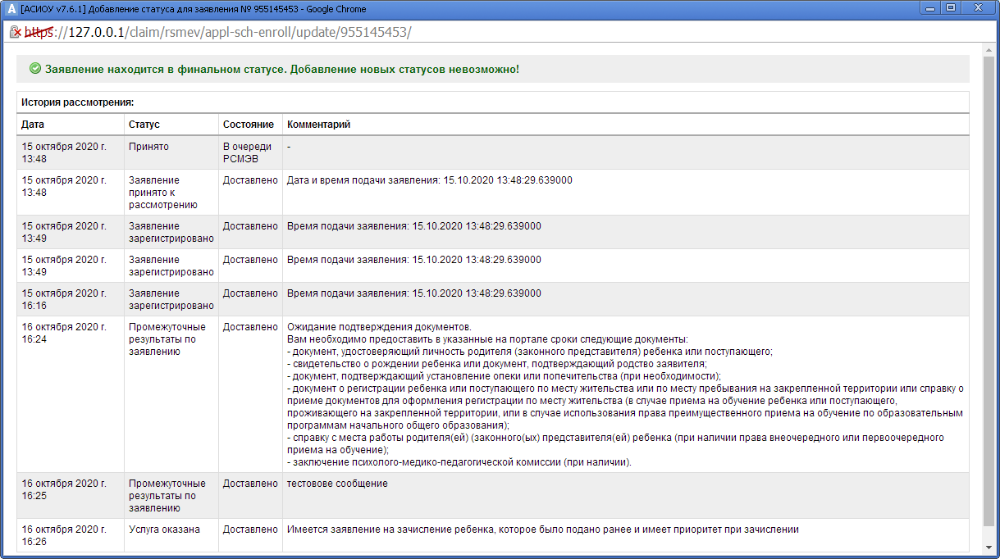 [АСИОУ v7.6.1] Добавление статуса для заявления № 955145453 - Google Chrome
https://127.0.0.1/claim/rsmev/appl-sch-enroll/update/955145453/
Заявление находится в финальном статусе. Добавление новых статусов невозможно!
История рассмотрения:
Дата Статус Состояние Комментарий
15 октября 2020 г. Принято В очереди -
13:48 РСМЭВ
15 октября 2020 г. Заявление Доставлено Дата и время подачи заявления: 15.10.2020 13:48:29.639000
13:48 принято к
рассмотрению
15 октября 2020 г. Заявление Доставлено Время подачи заявления: 15.10.2020 13:48:29.639000
13:49 зарегистрировано
15 октября 2020 г. Заявление Доставлено Время подачи заявления: 15.10.2020 13:48:29.639000
13:49 зарегистрировано
15 октября 2020 г. Заявление Доставлено Время подачи заявления: 15.10.2020 13:48:29.639000
16:16 зарегистрировано
16 октября 2020 г. Промежуточные Доставлено Ожидание подтверждения документов.
16:24 результаты по Вам необходимо предоставить в указанные на портале сроки следующие документы:
заявлению - документ, удостоверяющий личность родителя (законного представителя) ребенка или поступающего;
- свидетельство о рождении ребенка или документ, подтверждающий родство заявителя;
- документ, подтверждающий установление опеки или попечительства (при необходимости);
- документ о регистрации ребенка или поступающего по месту жительства или по месту пребывания на закрепленной территории или справку о
приеме документов для оформления регистрации по месту жительства (в случае приема на обучение ребенка или поступающего,
проживающего на закрепленной территории, или в случае использования права преимущественного приема на обучение по образовательным
программам начального общего образования);
- справку с места работы родителя(ей) (законного(ых) представителя(ей) ребенка (при наличии права внеочередного или первоочередного
приема на обучение);
- заключение психолого-медико-педагогической комиссии (при наличии).
16 октября 2020 г. Промежуточные Доставлено тестовове сообщение
16:25 результаты по
заявлению
16 октября 2020 г. Услуга оказана Доставлено Имеется заявление на зачисление ребенка, которое было подано ранее и имеет приоритет при зачислении
16:26